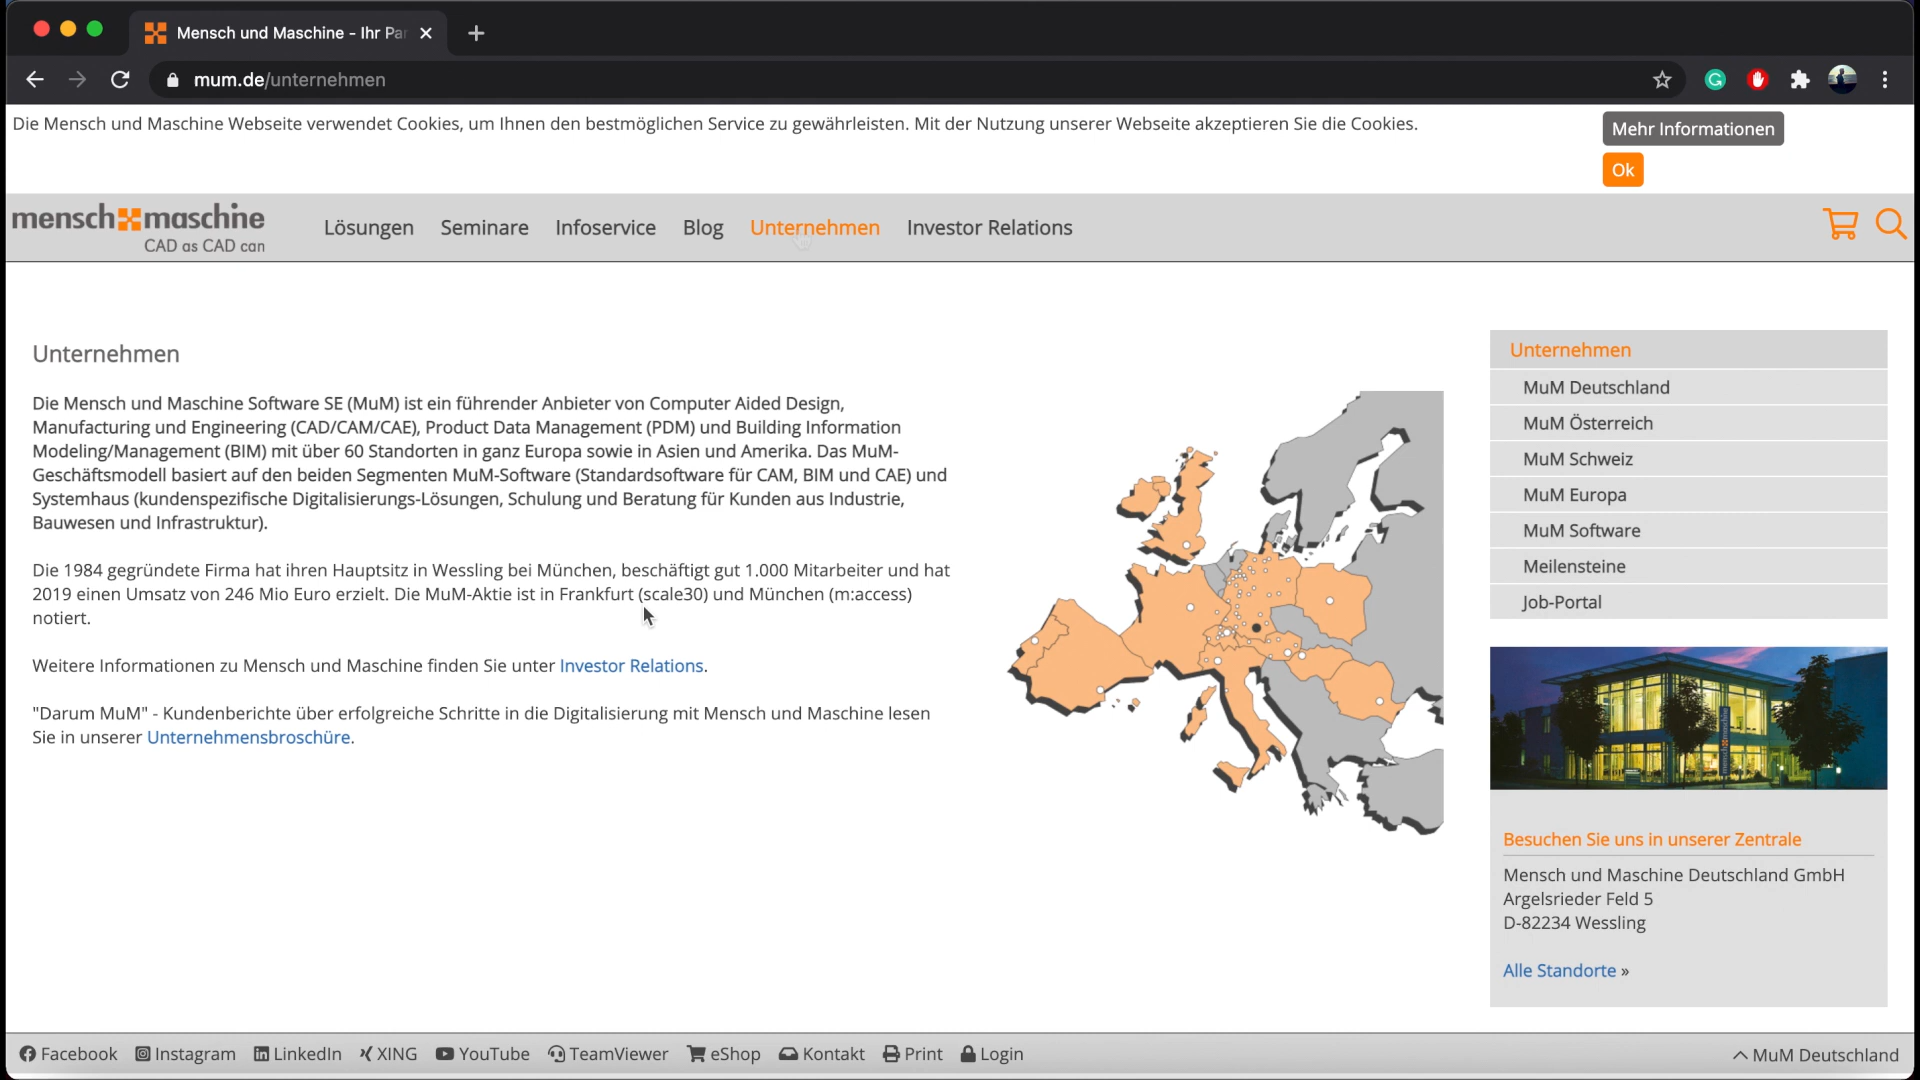 Mensch und Maschine - Ihr Par
mum.de/unternehmen
Die Mensch und Maschine Webseite verwendet Cookies, um Ihnen den bestmöglichen Service zu gewährleisten. Mit der Nutzung unserer Webseite akzeptieren Sie die Cookies.
Mehr Informationen
Ok
mensch maschine
CAD as CAD can
Lösungen Seminare Infoservice Blog Unternehmen Investor Relations
Unternehmen
Die Mensch und Maschine Software SE (MuM) ist ein führender Anbieter von Computer Aided Design,
Manufacturing und Engineering (CAD/CAM/CAE), Product Data Management (PDM) und Building Information
Modeling/Management (BIM) mit über 60 Standorten in ganz Europa sowie in Asien und Amerika. Das MuM-
Geschäftsmodell basiert auf den beiden Segmenten MuM-Software (Standardsoftware für CAM, BIM und CAE) und
Systemhaus (kundenspezifische Digitalisierungs-Lösungen, Schulung und Beratung für Kunden aus Industrie,
Bauwesen und Infrastruktur).
Die 1984 gegründete Firma hat ihren Hauptsitz in Wessling bei München, beschäftigt gut 1.000 Mitarbeiter und hat
2019 einen Umsatz von 246 Mio Euro erzielt. Die MuM-Aktie ist in Frankfurt (scale30) und München (m:access)
notiert.
Weitere Informationen zu Mensch und Maschine finden Sie unter Investor Relations.
"Darum MuM" - Kundenberichte über erfolgreiche Schritte in die Digitalisierung mit Mensch und Maschine lesen
Sie in unserer Unternehmensbroschüre.
Unternehmen
MuM Deutschland
MuM Österreich
MuM Schweiz
MuM Europa
MuM Software
Meilensteine
Job-Portal
Besuchen Sie uns in unserer Zentrale
Mensch und Maschine Deutschland GmbH
Argelsrieder Feld 5
D-82234 Wessling
Alle Standorte »
Facebook Instagram LinkedIn XING YouTube TeamViewer eShop Kontakt Print Login MuM Deutschland